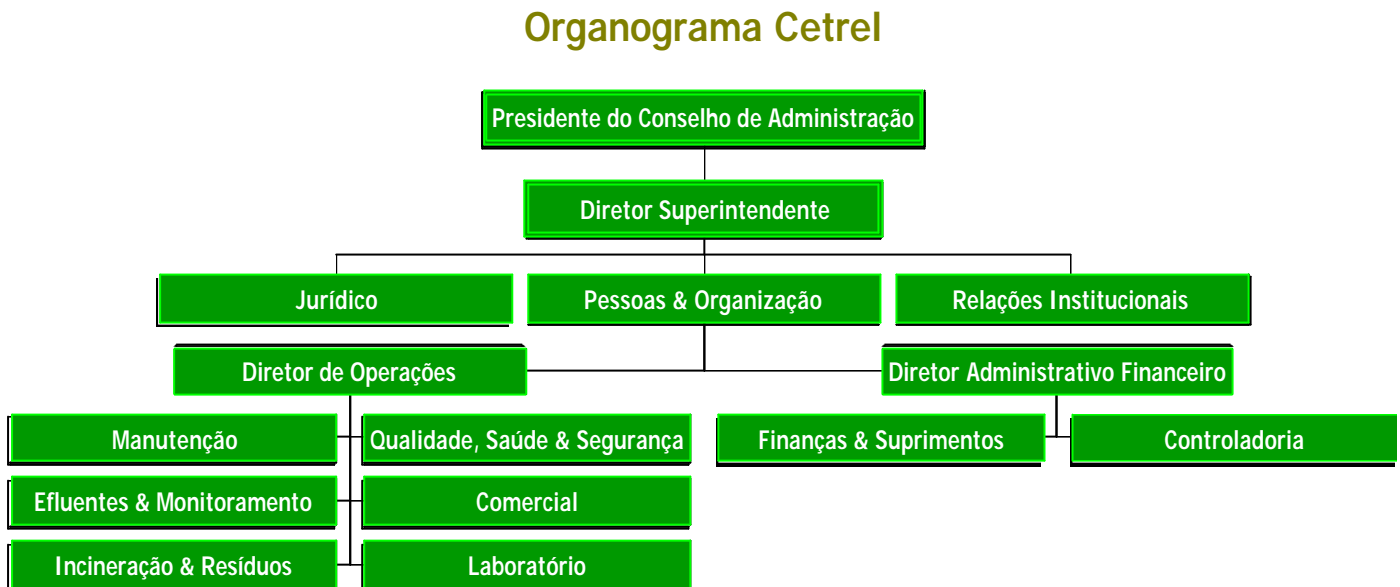 Organograma Cetrel
Presidente do Conselho de Administração
Diretor Superintendente
Jurídico
Pessoas & Organização
Relações Institucionais
Diretor de Operações
Diretor Administrativo Financeiro
Manutenção
Qualidade, Saúde & Segurança
Finanças & Suprimentos
Controladoria
Efluentes & Monitoramento
Comercial
Incineração & Resíduos
Laboratório